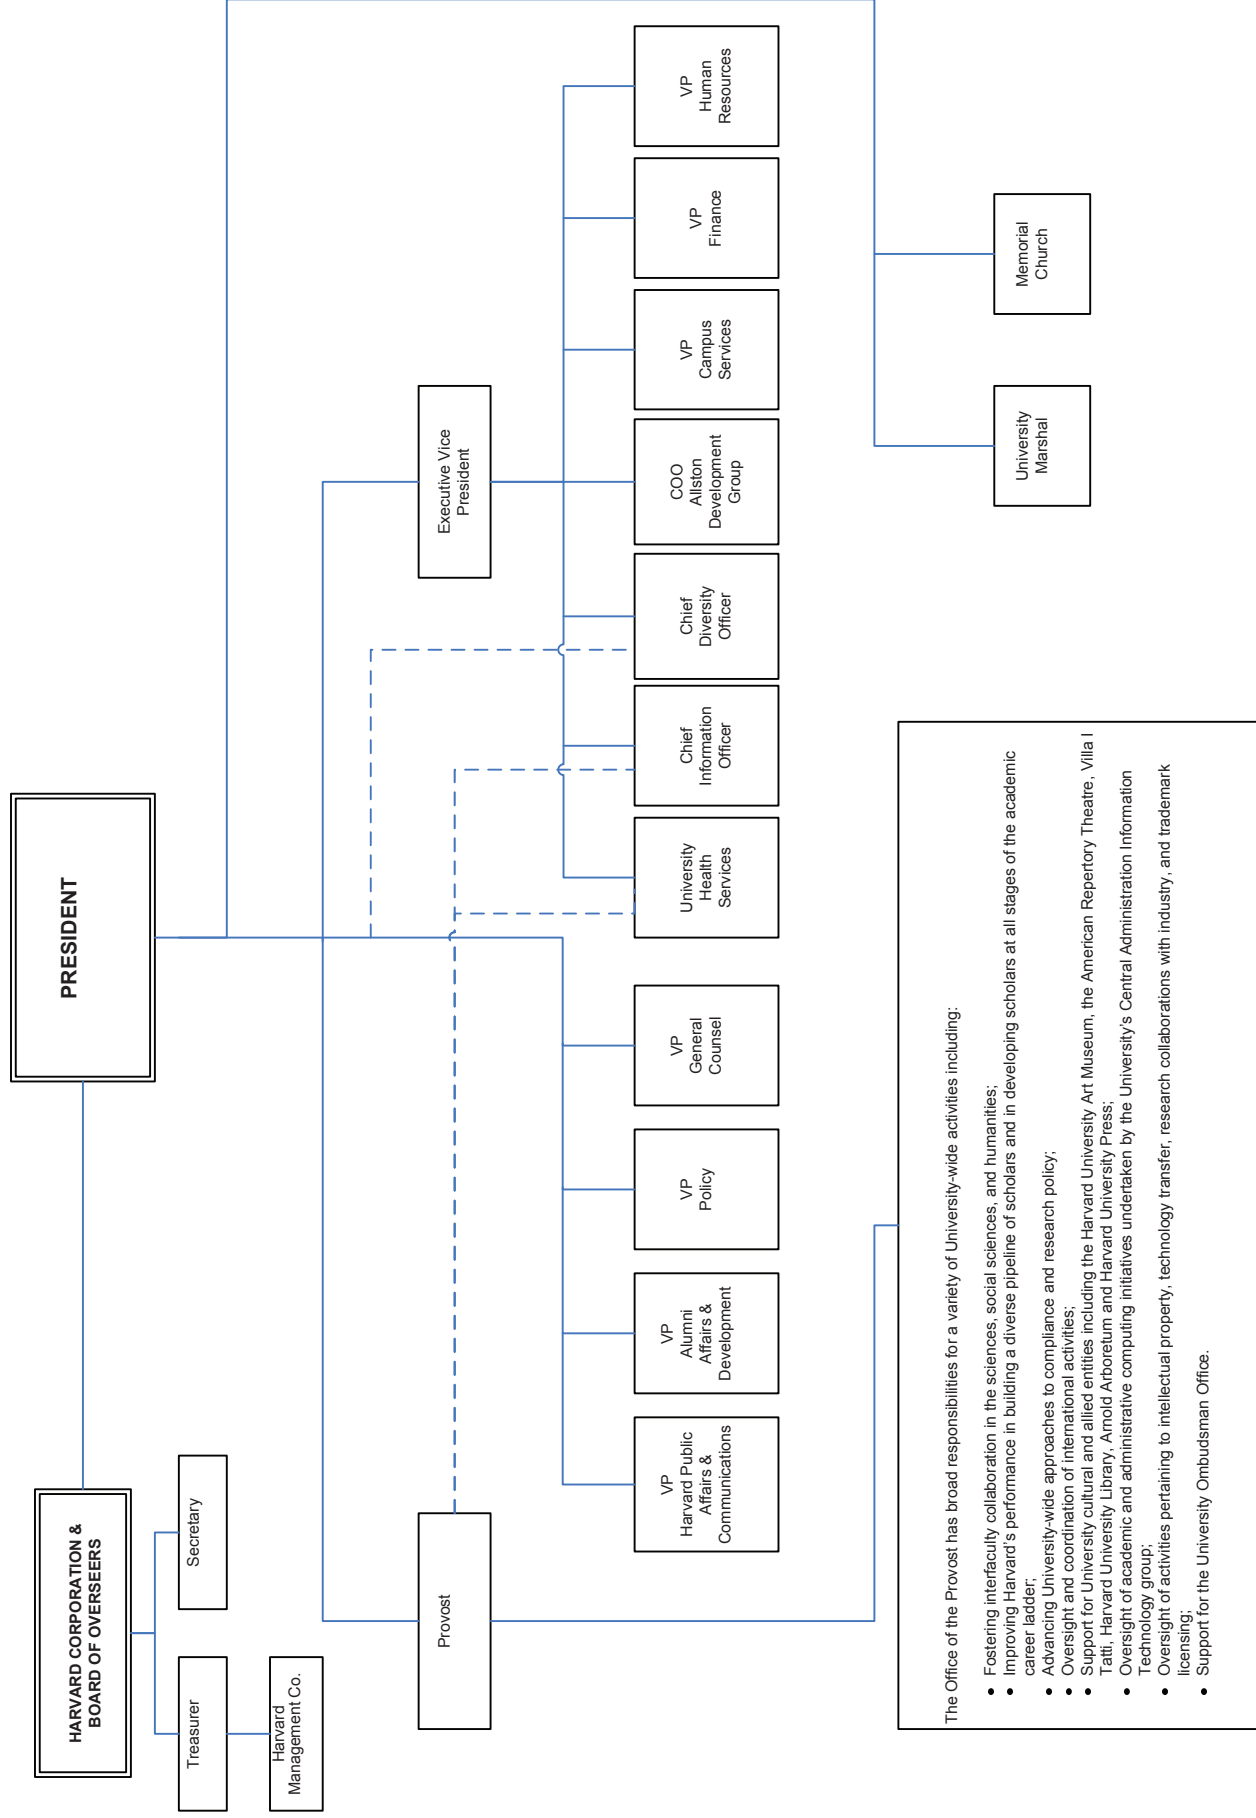 HARVARD CORPORATION &
BOARD OF OVERSEERS
PRESIDENT
Treasurer
Secretary
Harvard
Management Co.
Provost
Executive Vice
President
VP
Harvard Public
Affairs &
Communications
VP
Alumni
Affairs &
Development
VP
Policy
VP
General
Counsel
University
Health
Services
Chief
Information
Officer
Chief
Diversity
Officer
COO
Allston
Development
Group
VP
Campus
Services
VP
Finance
VP
Human
Resources
The Office of the Provost has broad responsibilities for a variety of University-wide activities including:
• Fostering interfaculty collaboration in the sciences, social sciences, and humanities;
• Improving Harvard's performance in building a diverse pipeline of scholars and in developing scholars at all stages of the academic
career ladder;
• Advancing University-wide approaches to compliance and research policy;
• Oversight and coordination of international activities;
• Support for University cultural and allied entities including the Harvard University Art Museum, the American Repertory Theatre, Villa I
Tatti, Harvard University Library, Arnold Arboretum and Harvard University Press;
• Oversight of academic and administrative computing initiatives undertaken by the University's Central Administration Information
Technology group;
• Oversight of activities pertaining to intellectual property, technology transfer, research collaborations with industry, and trademark
licensing;
• Support for the University Ombudsman Office.
University
Marshal
Memorial
Church